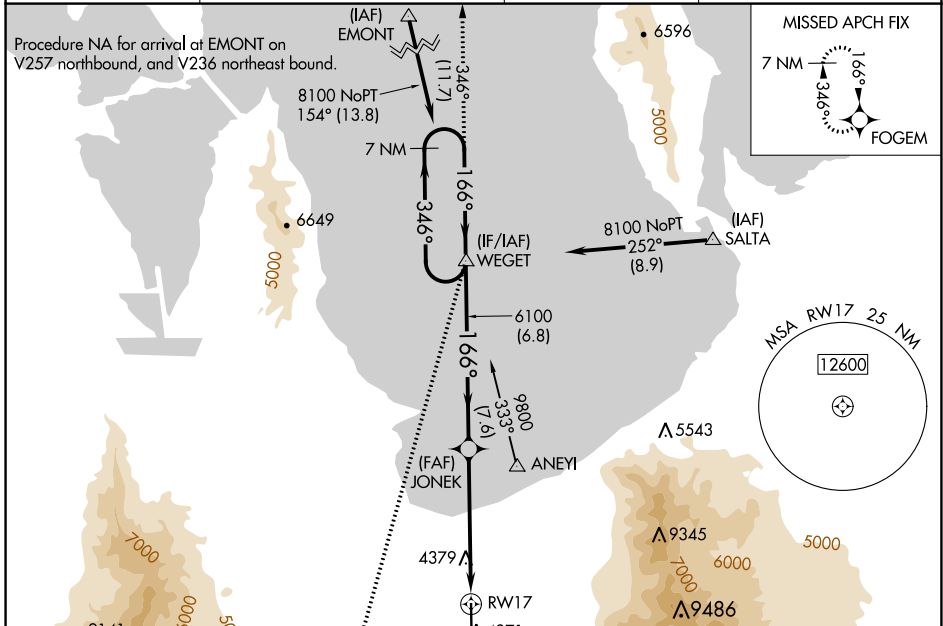 Procedure NA for arrival at EMONT on
V257 northbound, and V236 northeast bound.
(IAF)
EMONT
346°
(11.7)
8100 NoPT
154° (13.8)
7 NM
166°
346°
(IF/IAF)
WEGET
6596
5000
MISSED APCH FIX
7 NM
166°
346°
FOGEM
6649
5000
8100 NoPT
252°
(8.9)
(IAF)
SALTA
6100
(6.8)
166°
9800
333°
(7.6)
(FAF)
JONEK
ANEYI
MSA RW17 25 NM
12600
5543
7000
4379
RW17
9345
7000
6000
5000
9486